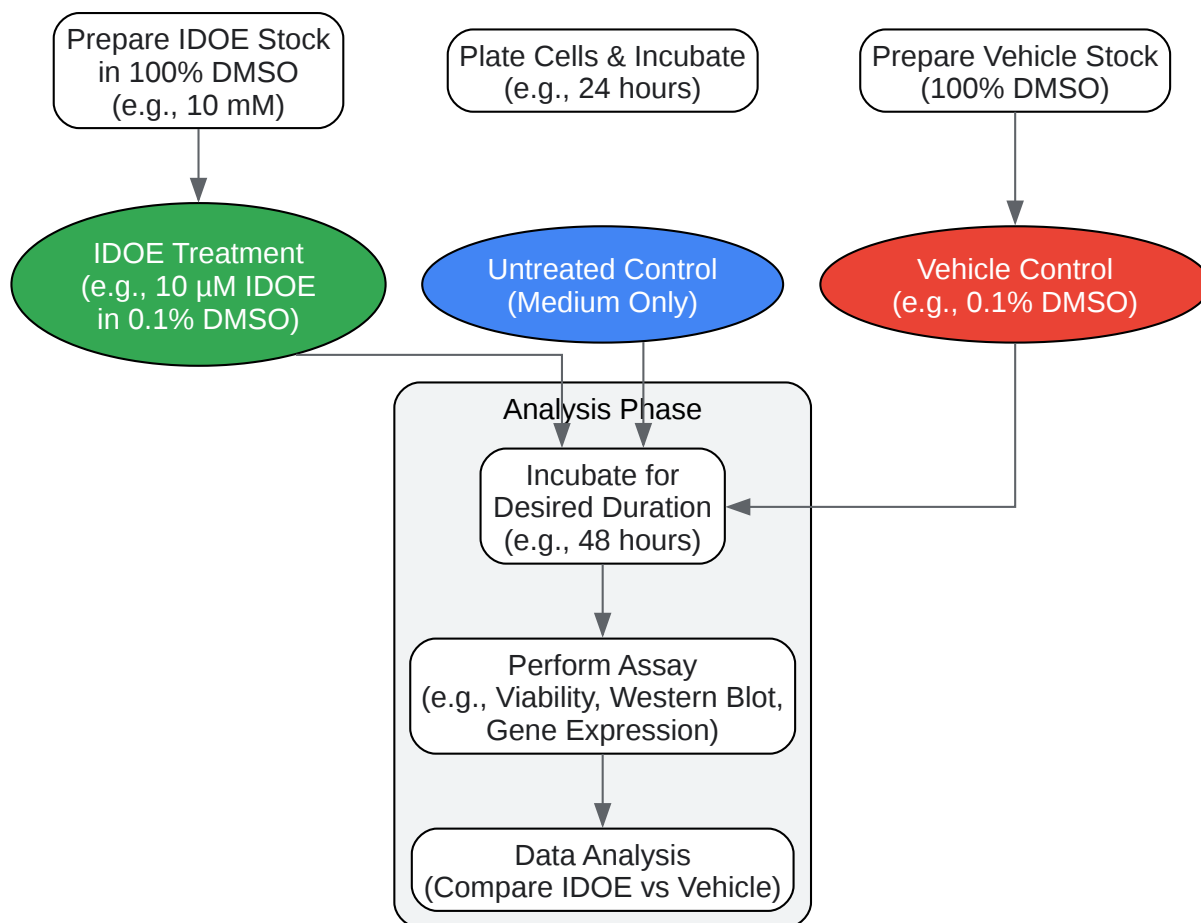 Prepare IDOE Stock
in 100% DMSO
(e.g., 10 mM)
Plate Cells & Incubate
(e.g., 24 hours)
Prepare Vehicle Stock
(100% DMSO)
IDOE Treatment
(e.g., 10 µM IDOE
in 0.1% DMSO)
Untreated Control
(Medium Only)
Vehicle Control
(e.g., 0.1% DMSO)
Analysis Phase
Incubate for
Desired Duration
(e.g., 48 hours)
Perform Assay
(e.g., Viability, Western Blot,
Gene Expression)
Data Analysis
(Compare IDOE vs Vehicle)